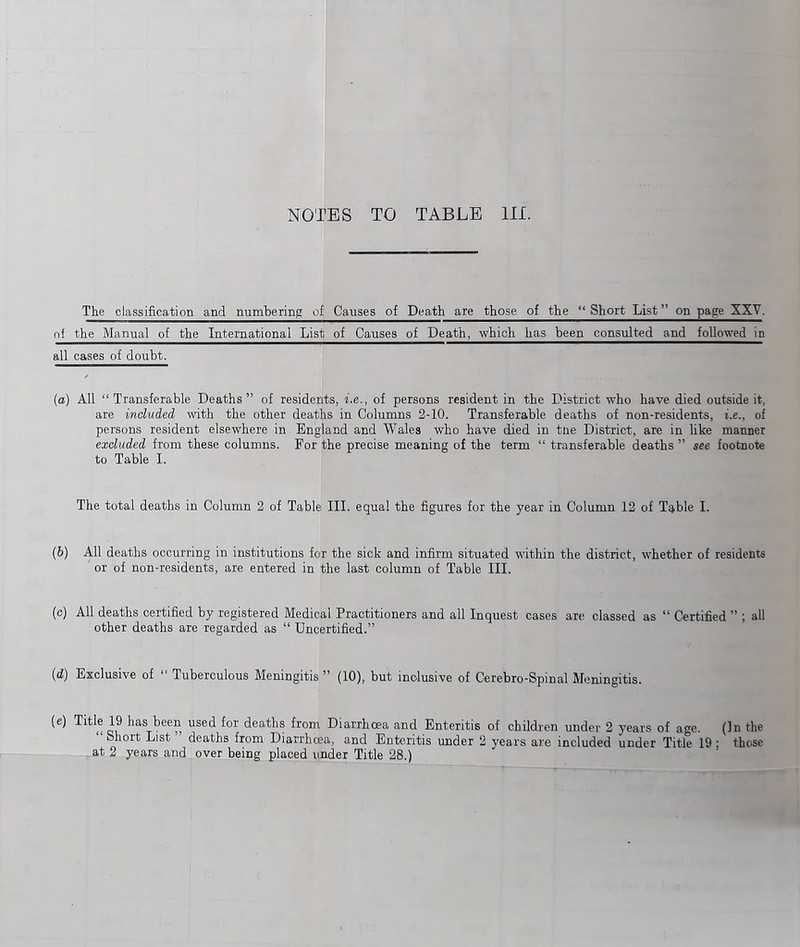 NOTES TO TABLE III.
The classification and numbering of Causes of Death are those of the “ Short List ” on page XXV.
of the Manual of the International List of Causes of Death, which has been consulted and followed in
all cases of doubt.
(a) All “ Transferable Deaths ” of residents, i.e., of persons resident in the District who have died outside it,
are included with the other deaths in Columns 2-10. Transferable deaths of non-residents, i.e., of
persons resident elsewhere in England and Wales who have died in tne District, are in like manner
excluded from these columns. For the precise meaning of the term “ transferable deaths ” see footnote
to Table I.
The total deaths in Column 2 of Table III. equal the figures for the year in Column 12 of Table I.
(b) All deaths occurring in institutions for the sick and infirm situated within the district, whether of residents
or of non-residents, are entered in the last column of Table III.
(c) All deaths certified by registered Medical Practitioners and all Inquest cases are classed as “ Certified ” ; all
other deaths are regarded as “ Uncertified.”
(d) Exclusive of “ Tuberculous Meningitis ” (10), but inclusive of Cerebro-Spinal Meningitis.
(e) Title 19 has been used for deaths from Diarrhœa and Enteritis of children under 2 years of age. (In the
“ Short List ” deaths from Diarrhœa, and Enteritis under 2 years are included under Title 19 ; those
at 2 years and over being placed under Title 28.)